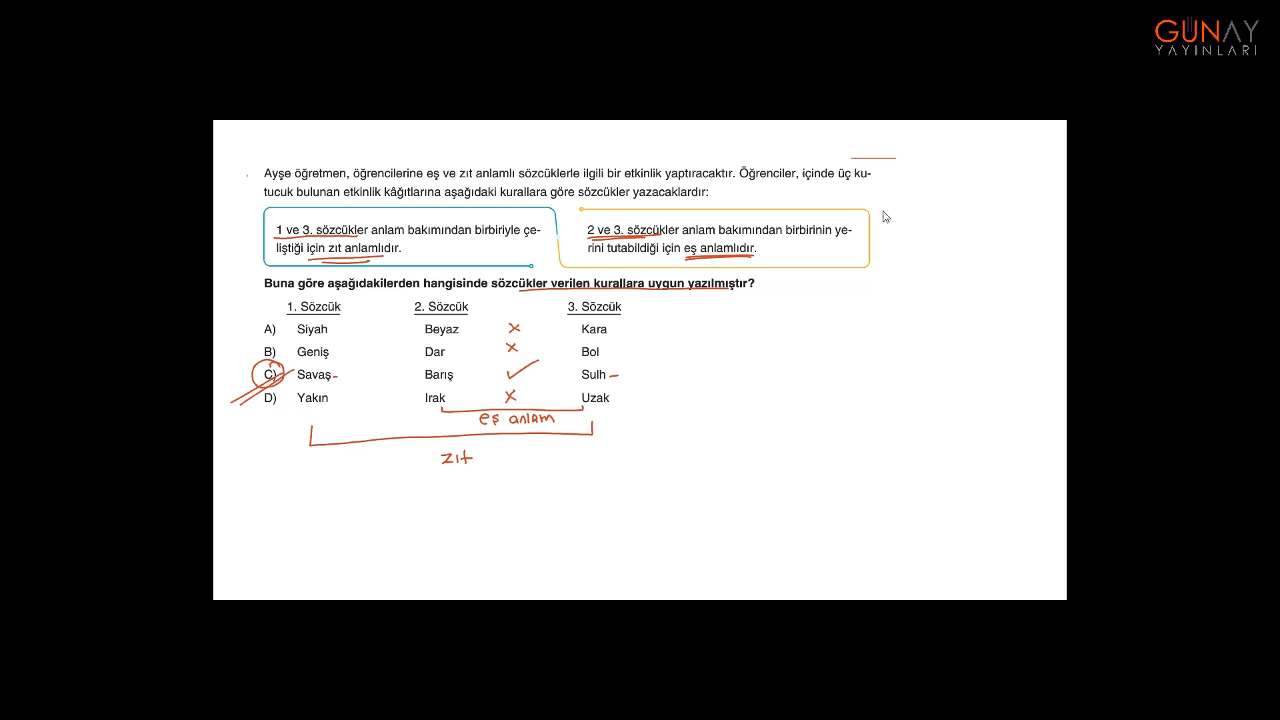 GÜNAY
YAYINLARI
Ayşe öğretmen, öğrencilerine eş ve zıt anlamlı sözcüklerle ilgili bir etkinlik yaptıracaktır. Öğrenciler, içinde üç ku-
tucuk bulunan etkinlik kâğıtlarına aşağıdaki kurallara göre sözcükler yazacaklardır:
1 ve 3. sözcükler anlam bakımından birbiriyle çe-
liştiği için zıt anlamlıdır.
2 ve 3. sözcükler anlam bakımından birbirinin ye-
rini tutabildiği için eş anlamlıdır.
Buna göre aşağıdakilerden hangisinde sözcükler verilen kurallara uygun yazılmıştır?
1. Sözcük 2. Sözcük 3. Sözcük
A) Siyah Beyaz Kara
B) Geniş Dar Bol
C) Savaş Barış Sulh
D) Yakın Irak Uzak
eş anlam
zıt